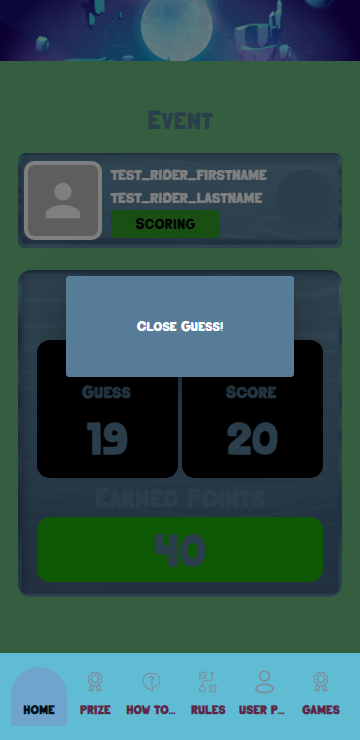 Event
TEST_RIDER_FIRSTNAME
TEST_RIDER_LASTNAME
Scoring
Close Guess!
Guess Score
19 20
Earned Points
40
HOME PRIZE HOW TO... RULES USER P... GAMES